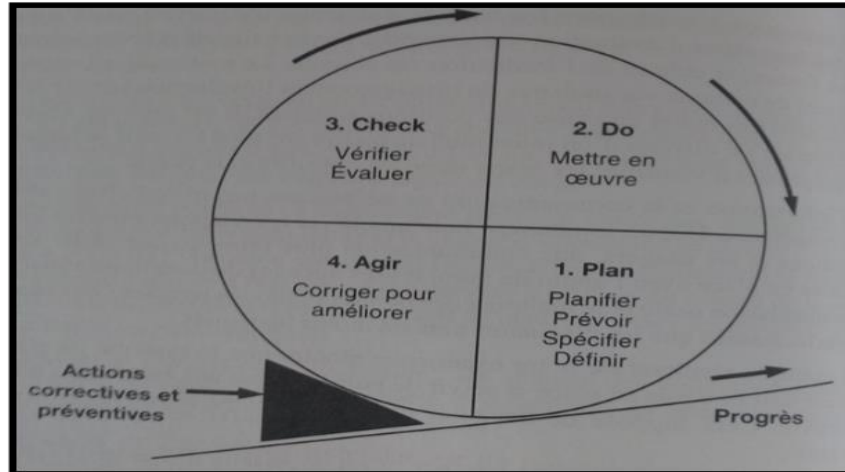 3. Check
Vérifier
Évaluer
2. Do
Mettre en
œuvre
4. Agir
Corriger pour
améliorer
1. Plan
Planifier
Prévoir
Spécifier
Définir
Actions
correctives et
préventives
Progrès